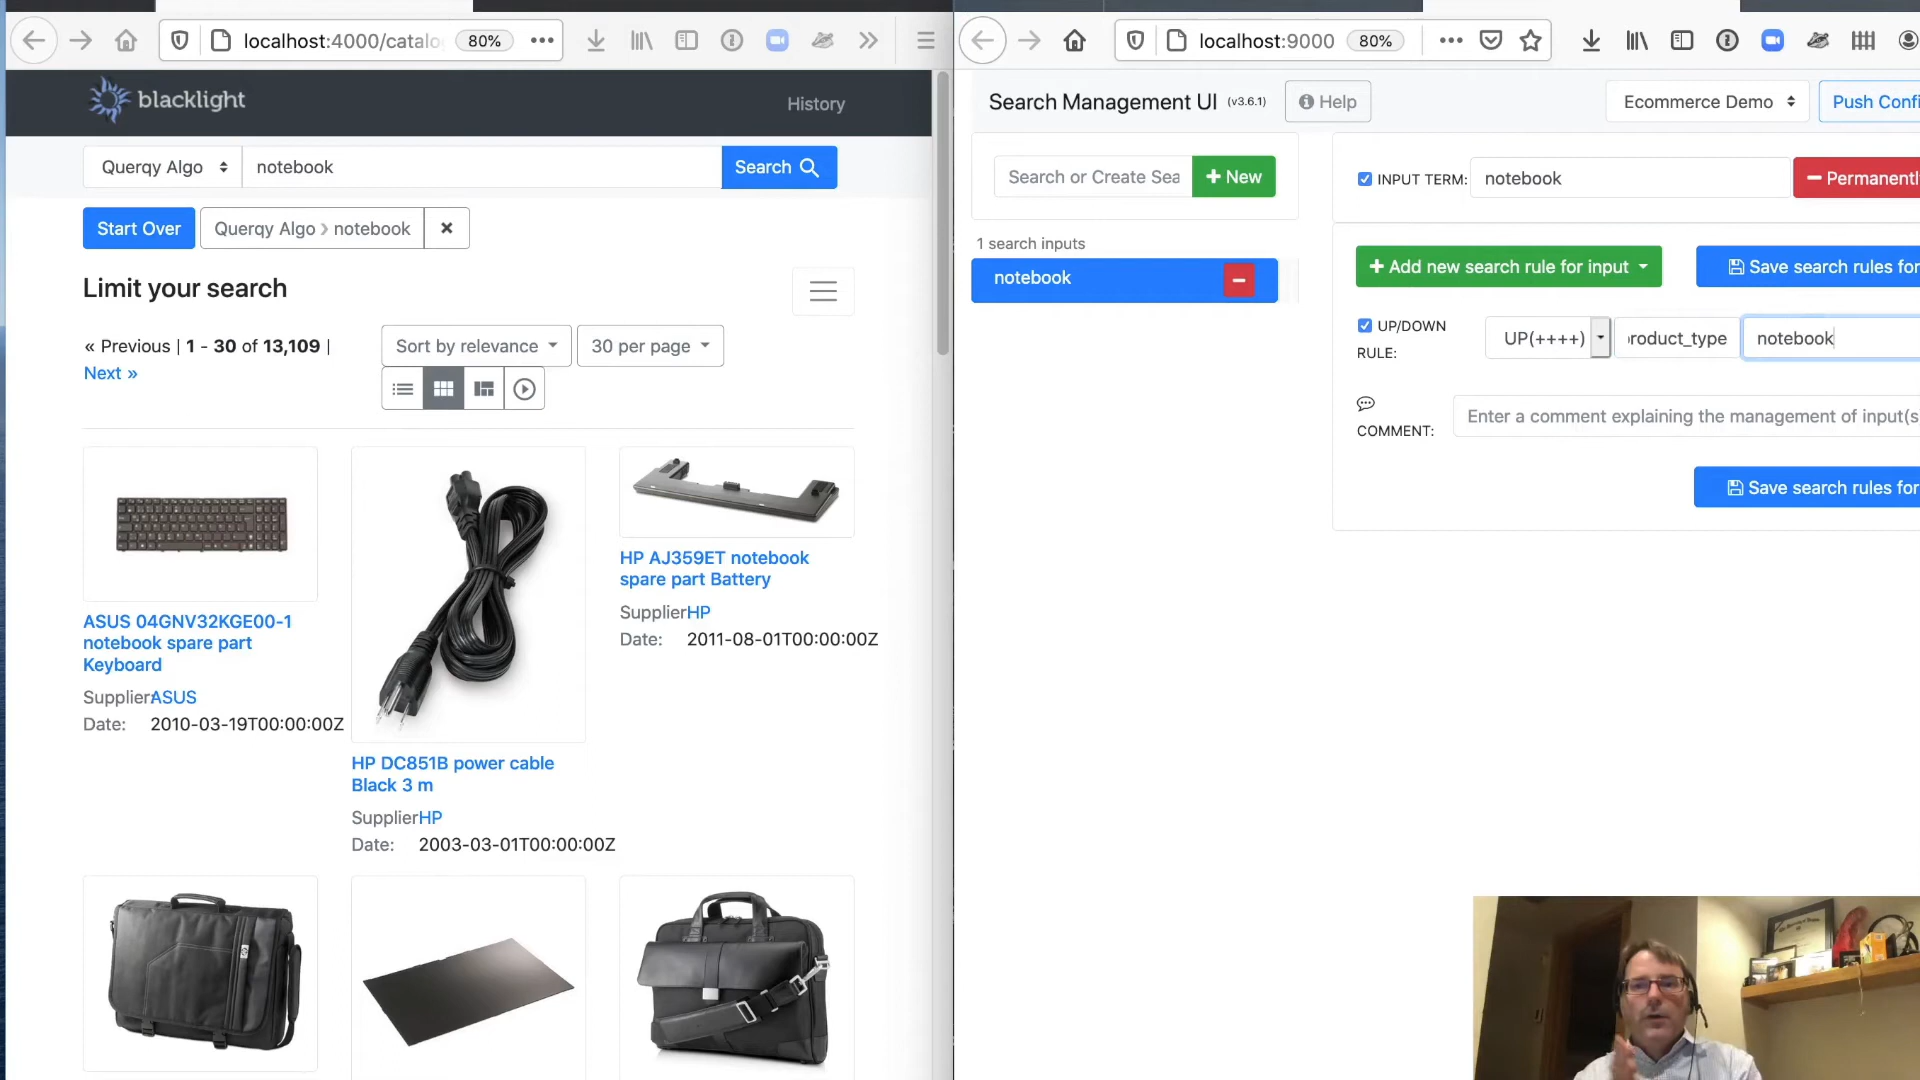 localhost:4000/catalo
80%
blacklight
History
Querqy Algo
notebook
Search
Start Over
Querqy Algo › notebook
×
Limit your search
« Previous | 1 - 30 of 13,109 |
Next »
Sort by relevance
30 per page
ASUS 04GNV32KGE00-1
notebook spare part
Keyboard
Supplier:ASUS
Date: 2010-03-19T00:00:00Z
HP DC851B power cable
Black 3 m
SupplierHP
Date: 2003-03-01T00:00:00Z
HP AJ359ET notebook
spare part Battery
SupplierHP
Date: 2011-08-01T00:00:00Z
localhost:9000
80%
Search Management UI (v3.6.1)
Help
Ecommerce Demo
Push Confi
Search or Create Sea
+ New
1 search inputs
notebook
INPUT TERM: notebook
Permanently
+ Add new search rule for input
Save search rules for
UP/DOWN
RULE:
UP(++++)
product_type
notebook
COMMENT:
Enter a comment explaining the management of input(s
Save search rules for